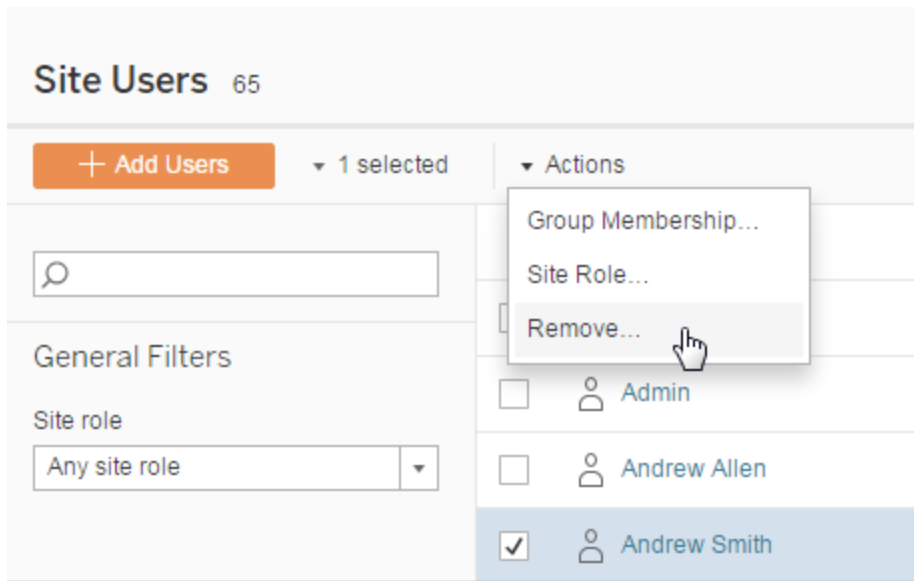 Site Users 65
+ Add Users
1 selected
Actions
Group Membership...
Site Role...
Remove...
General Filters
Site role
Any site role
Admin
Andrew Allen
Andrew Smith